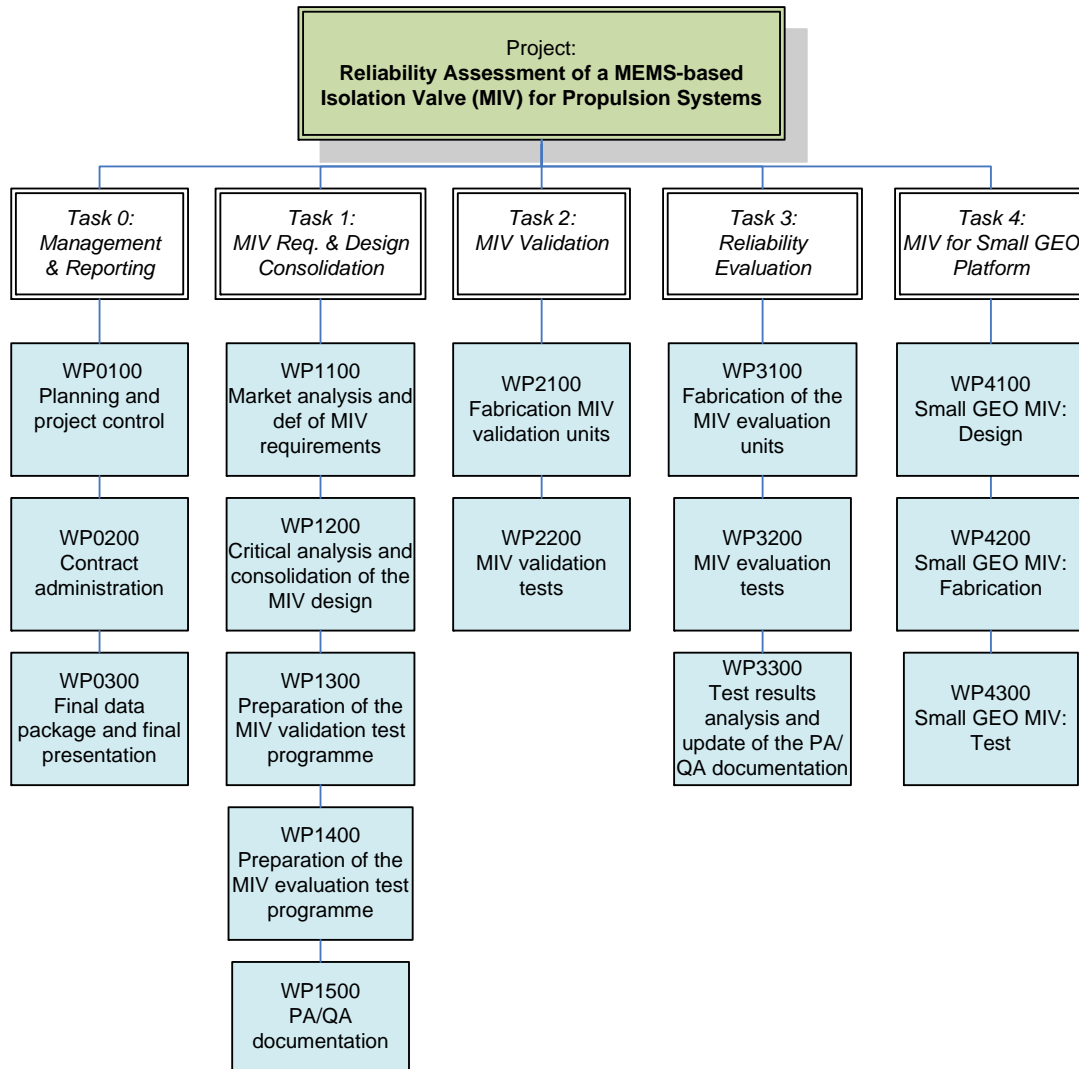 Project:
Reliability Assessment of a MEMS-based
Isolation Valve (MIV) for Propulsion Systems
Task 0:
Management
& Reporting
Task 1:
MIV Req. & Design
Consolidation
Task 2:
MIV Validation
Task 3:
Reliability
Evaluation
Task 4:
MIV for Small GEO
Platform
WP0100
Planning and
project control
WP1100
Market analysis and
def of MIV
requirements
WP2100
Fabrication MIV
validation units
WP3100
Fabrication of the
MIV evaluation
units
WP4100
Small GEO MIV:
Design
WP0200
Contract
administration
WP1200
Critical analysis and
consolidation of the
MIV design
WP2200
MIV validation
tests
WP3200
MIV evaluation
tests
WP4200
Small GEO MIV:
Fabrication
WP0300
Final data
package and final
presentation
WP1300
Preparation of the
MIV validation test
programme
WP3300
Test results
analysis and
update of the PA/
QA documentation
WP4300
Small GEO MIV:
Test
WP1400
Preparation of the
MIV evaluation test
programme
WP1500
PA/QA
documentation